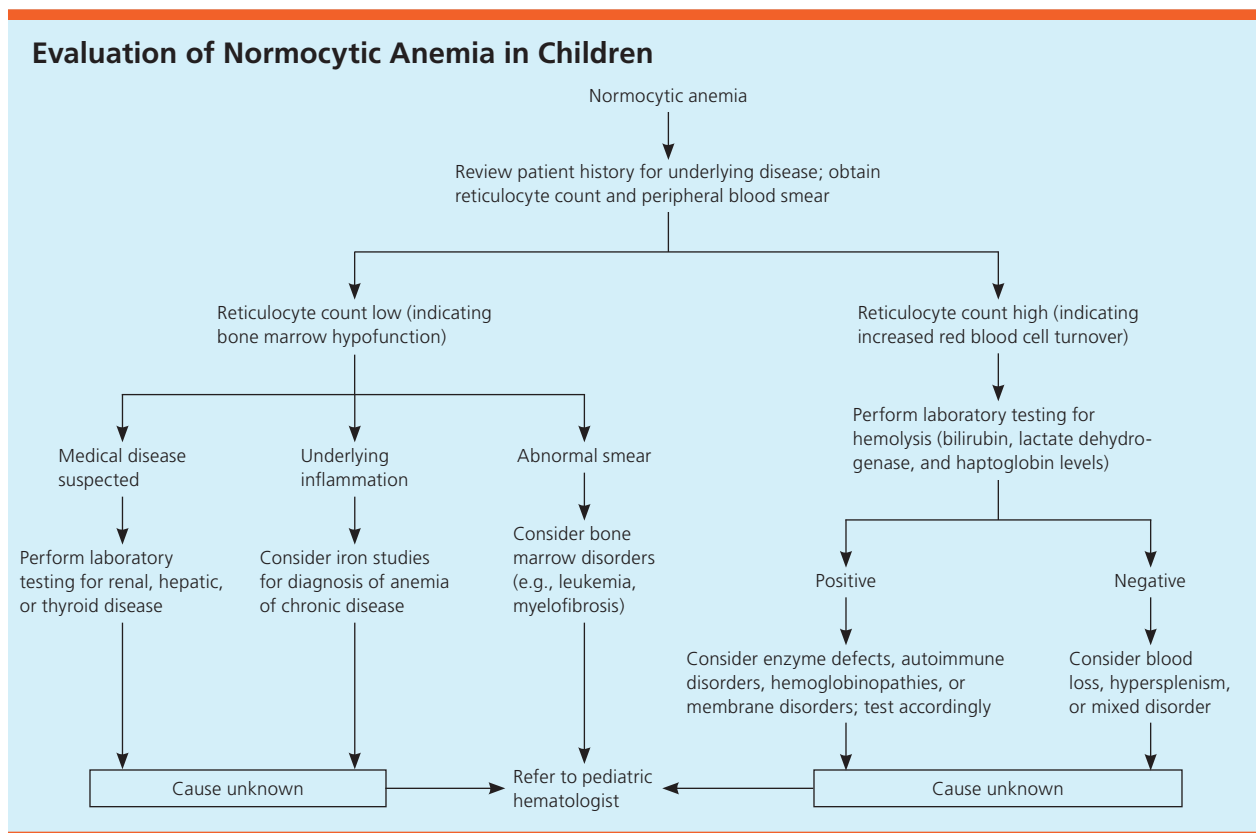 Evaluation of Normocytic Anemia in Children
Normocytic anemia
Review patient history for underlying disease; obtain
reticulocyte count and peripheral blood smear
Reticulocyte count low (indicating
bone marrow hypofunction)
Reticulocyte count high (indicating
increased red blood cell turnover)
Medical disease
suspected
Underlying
inflammation
Abnormal smear
Perform laboratory testing for
hemolysis (bilirubin, lactate dehydro-
genase, and haptoglobin levels)
Perform laboratory
testing for renal, hepatic,
or thyroid disease
Consider iron studies
for diagnosis of anemia
of chronic disease
Consider bone
marrow disorders
(e.g., leukemia,
myelofibrosis)
Positive
Negative
Consider enzyme defects, autoimmune
disorders, hemoglobinopathies, or
membrane disorders; test accordingly
Consider blood
loss, hypersplenism,
or mixed disorder
Cause unknown
Refer to pediatric
hematologist
Cause unknown